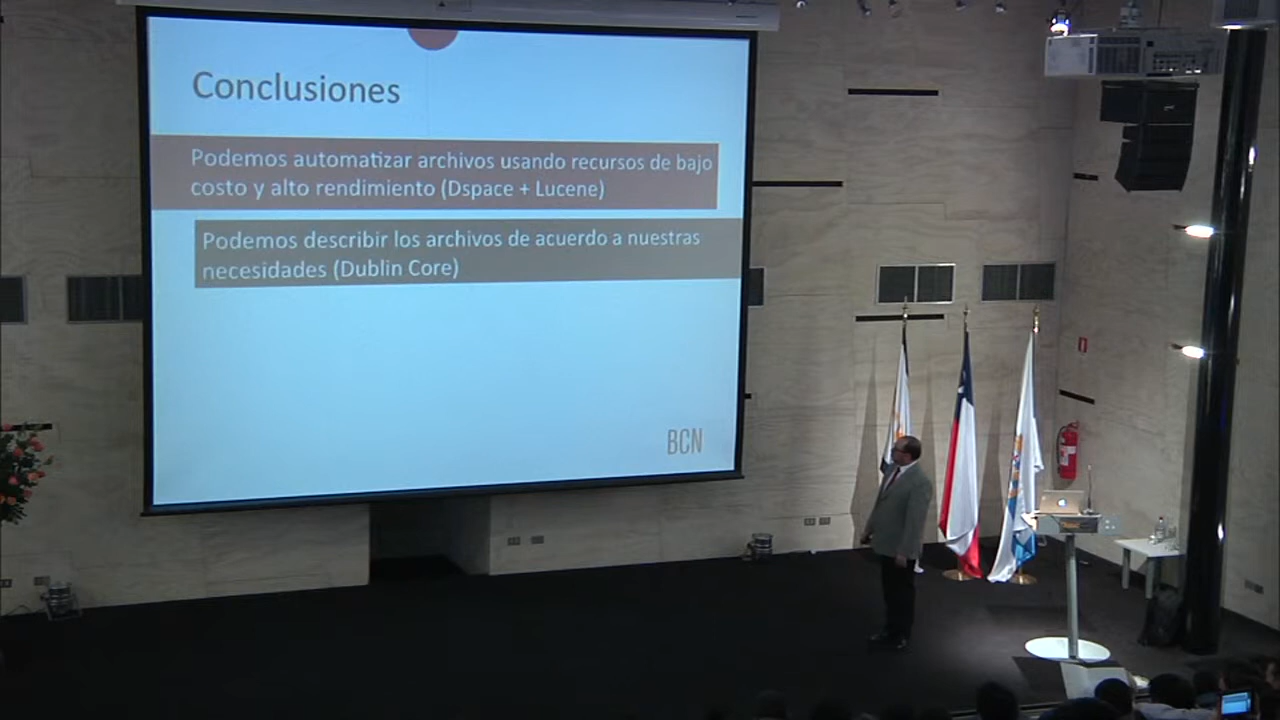 Conclusiones
Podemos automatizar archivos usando recursos de bajo
costo y alto rendimiento (Dspace + Lucene)
Podemos describir los archivos de acuerdo a nuestras
necesidades (Dublin Core)
BCN